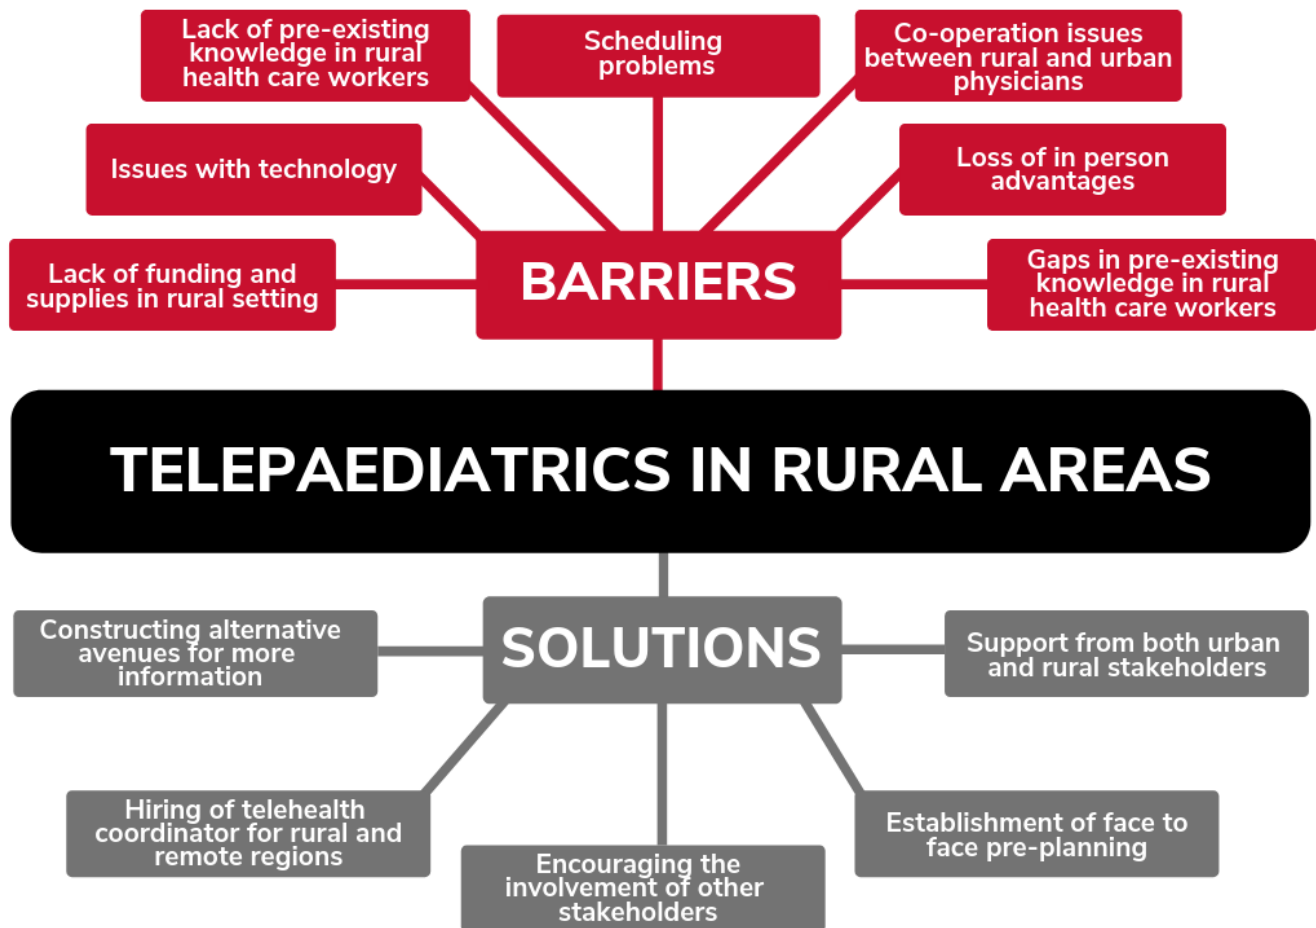 Lack of pre-existing
knowledge in rural
health care workers
Scheduling
problems
Co-operation issues
between rural and urban
physicians
Issues with technology
Loss of in person
advantages
Lack of funding and
supplies in rural setting
BARRIERS
Gaps in pre-existing
knowledge in rural
health care workers
TELEPAEDIATRICS IN RURAL AREAS
Constructing alternative
avenues for more
information
SOLUTIONS
Support from both urban
and rural stakeholders
Hiring of telehealth
coordinator for rural and
remote regions
Encouraging the
involvement of other
stakeholders
Establishment of face to
face pre-planning